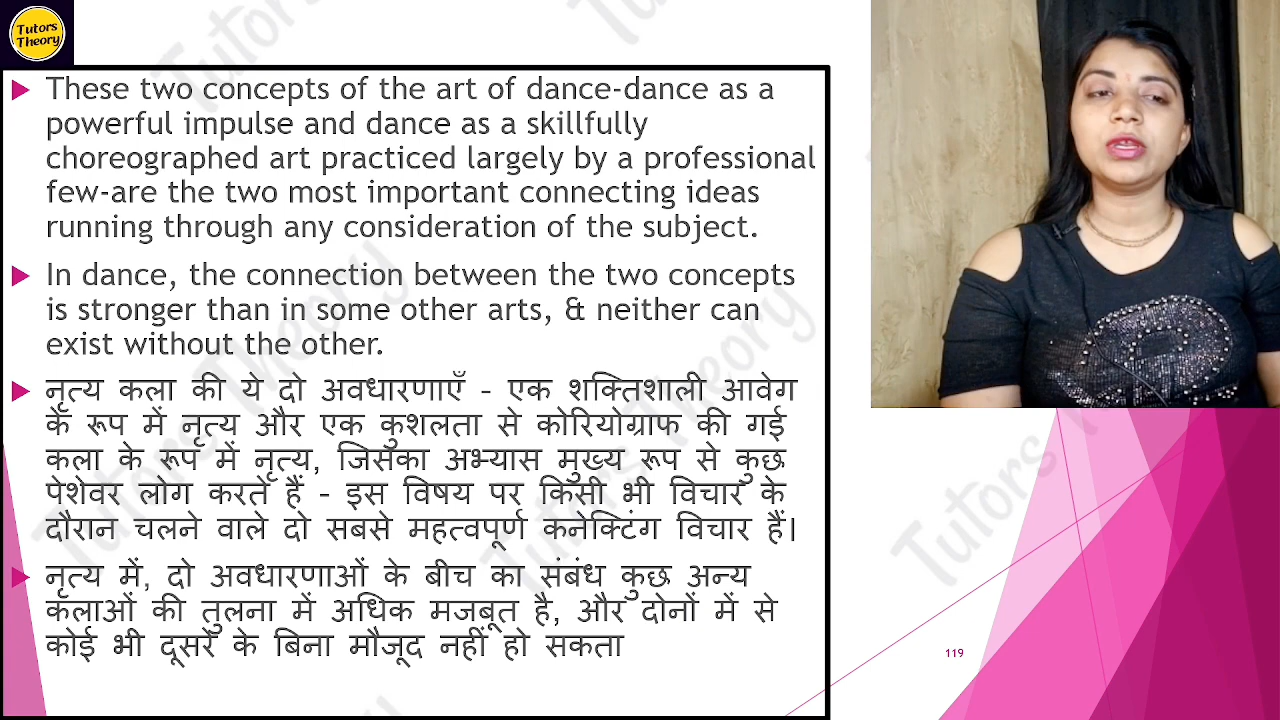 Tutors
Theory
These two concepts of the art of dance-dance as a
powerful impulse and dance as a skillfully
choreographed art practiced largely by a professional
few-are the two most important connecting ideas
running through any consideration of the subject.
In dance, the connection between the two concepts
is stronger than in some other arts, & neither can
exist without the other.
नृत्य कला की ये दो अवधारणाएँ - एक शक्तिशाली आवेग
के रूप में नृत्य और एक कुशलता से कोरियोग्राफ की गई
कला के रूप में नृत्य, जिसका अभ्यास मुख्य रूप से कुछ
पेशेवर लोग करते हैं - इस विषय पर किसी भी विचार के
दौरान चलने वाले दो सबसे महत्वपूर्ण कनेक्टिंग विचार हैं।
नृत्य में, दो अवधारणाओं के बीच का संबंध कुछ अन्य
कलाओं की तुलना में अधिक मजबूत है, और दोनों में से
कोई भी दूसरे के बिना मौजूद नहीं हो सकता
119